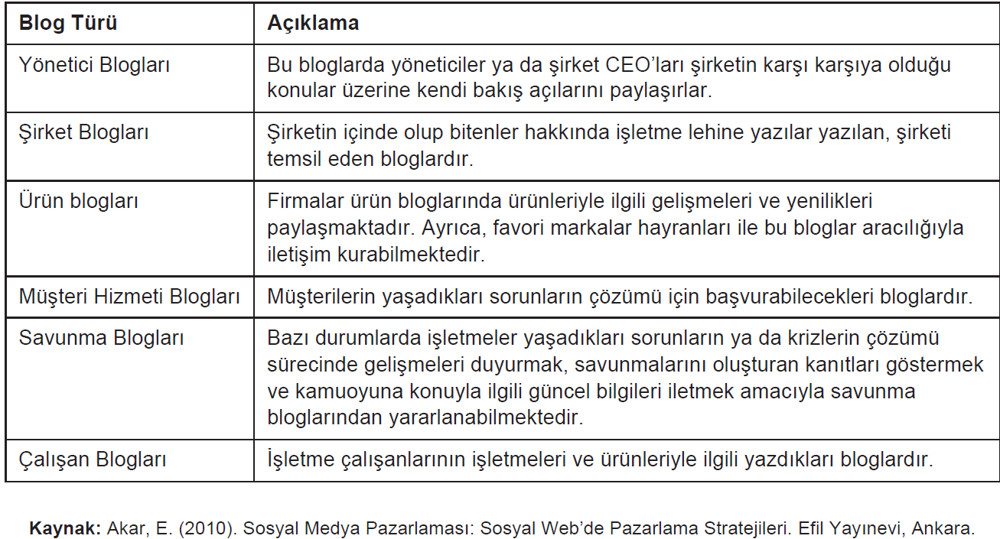 Blog Türü
Açıklama
Yönetici Blogları
Bu bloglarda yöneticiler ya da şirket CEO’ları şirketin karşı karşıya olduğu
konular üzerine kendi bakış açılarını paylaşırlar.
Şirket Blogları
Şirketin içinde olup bitenler hakkında işletme lehine yazılar yazılan, şirketi
temsil eden bloglardır.
Ürün blogları
Firmalar ürün bloglarında ürünleriyle ilgili gelişmeleri ve yenilikleri
paylaşmaktadır. Ayrıca, favori markalar hayranları ile bu bloglar aracılığıyla
iletişim kurabilmektedir.
Müşteri Hizmeti Blogları
Müşterilerin yaşadıkları sorunların çözümü için başvurabilecekleri bloglardır.
Savunma Blogları
Bazı durumlarda işletmeler yaşadıkları sorunların ya da krizlerin çözümü
sürecinde gelişmeleri duyurmak, savunmalarını oluşturan kanıtları göstermek
ve kamuoyuna konuyla ilgili güncel bilgileri iletmek amacıyla savunma
bloglarından yararlanabilmektedir.
Çalışan Blogları
İşletme çalışanlarının işletmeleri ve ürünleriyle ilgili yazdıkları bloglardır.
Kaynak: Akar, E. (2010). Sosyal Medya Pazarlaması: Sosyal Web’de Pazarlama Stratejileri. Efil Yayınevi, Ankara.